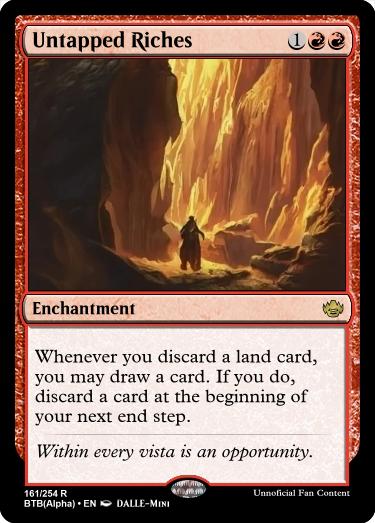 Untapped Riches 1
Enchantment
Whenever you discard a land card,
you may draw a card. If you do,
discard a card at the beginning of
your next end step.
Within every vista is an opportunity.
161/254 R
Unofficial Fan Content
BTB(Alpha) • EN DALLE-Mini